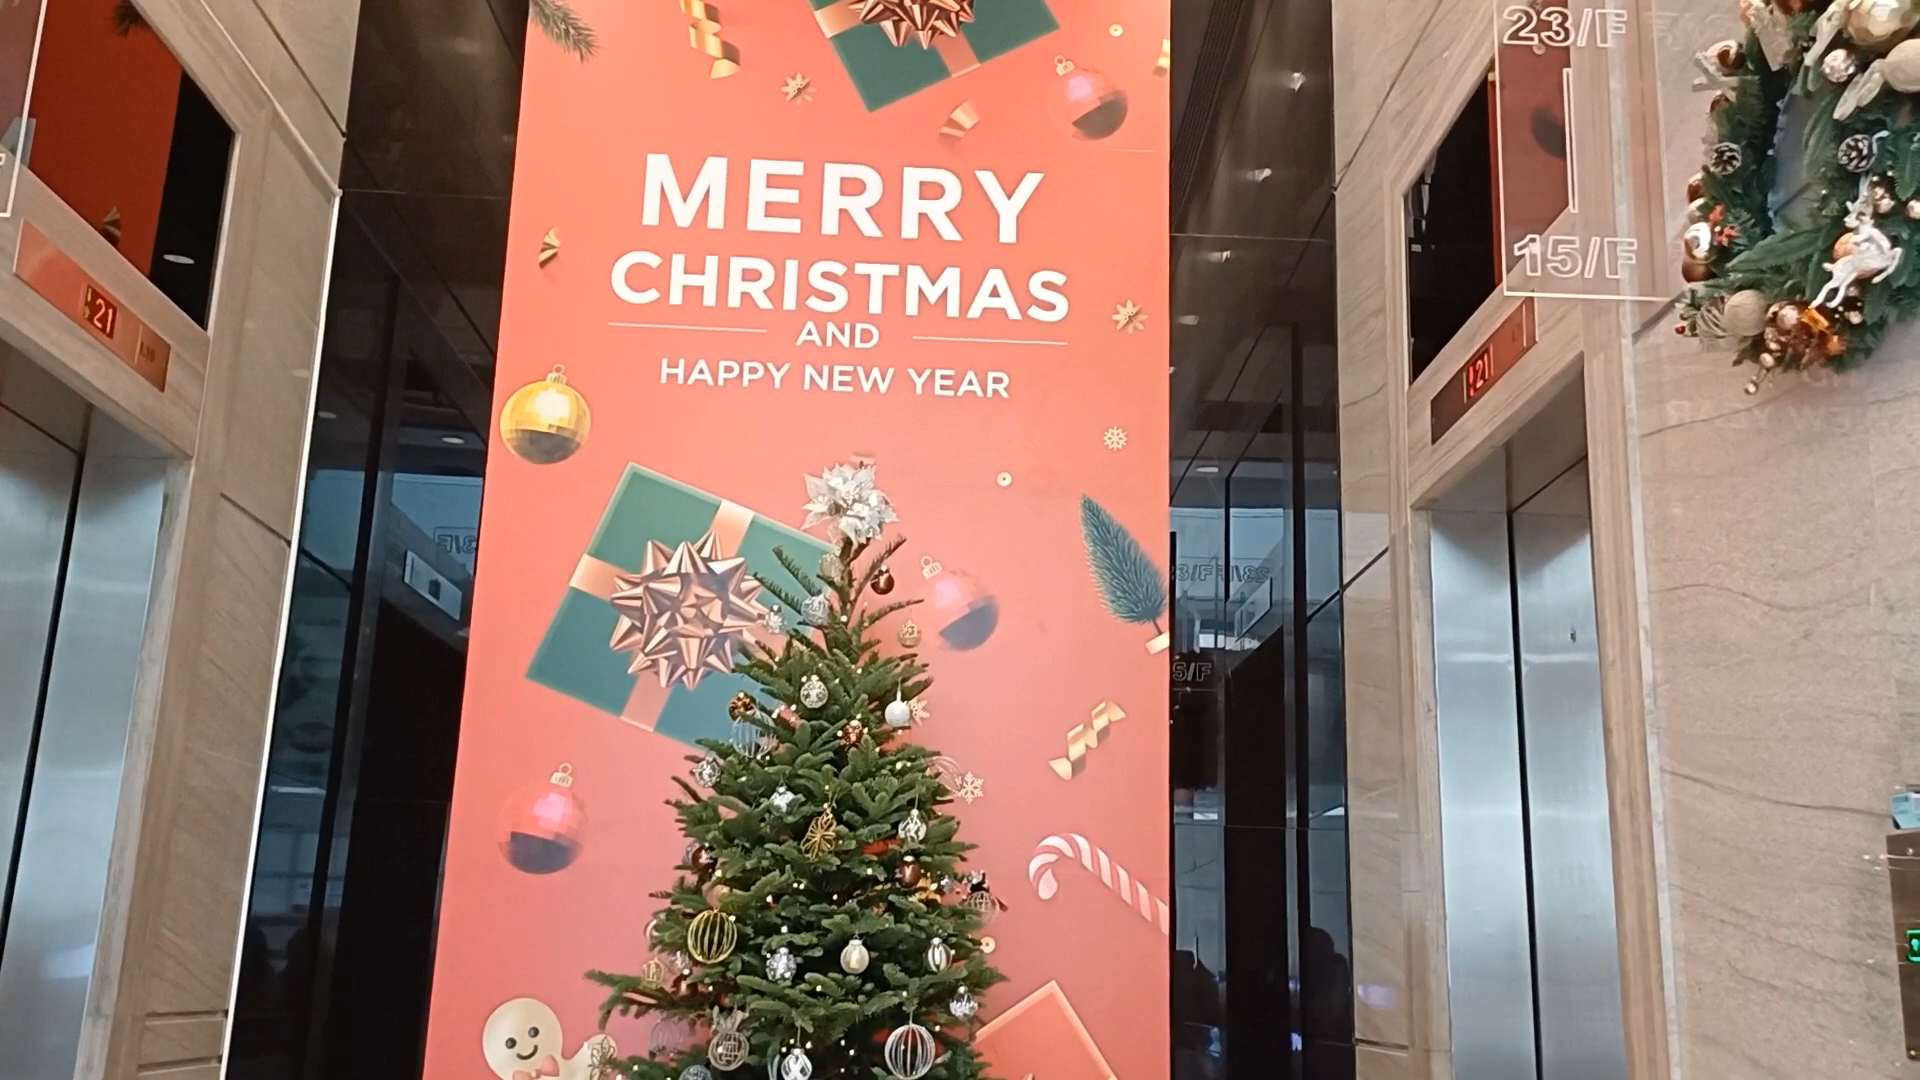 23/F
15/F
MERRY
CHRISTMAS
AND
HAPPY NEW YEAR
21
21